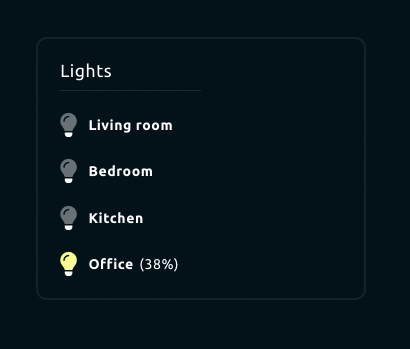 Lights
Living room
Bedroom
Kitchen
Office (38%)